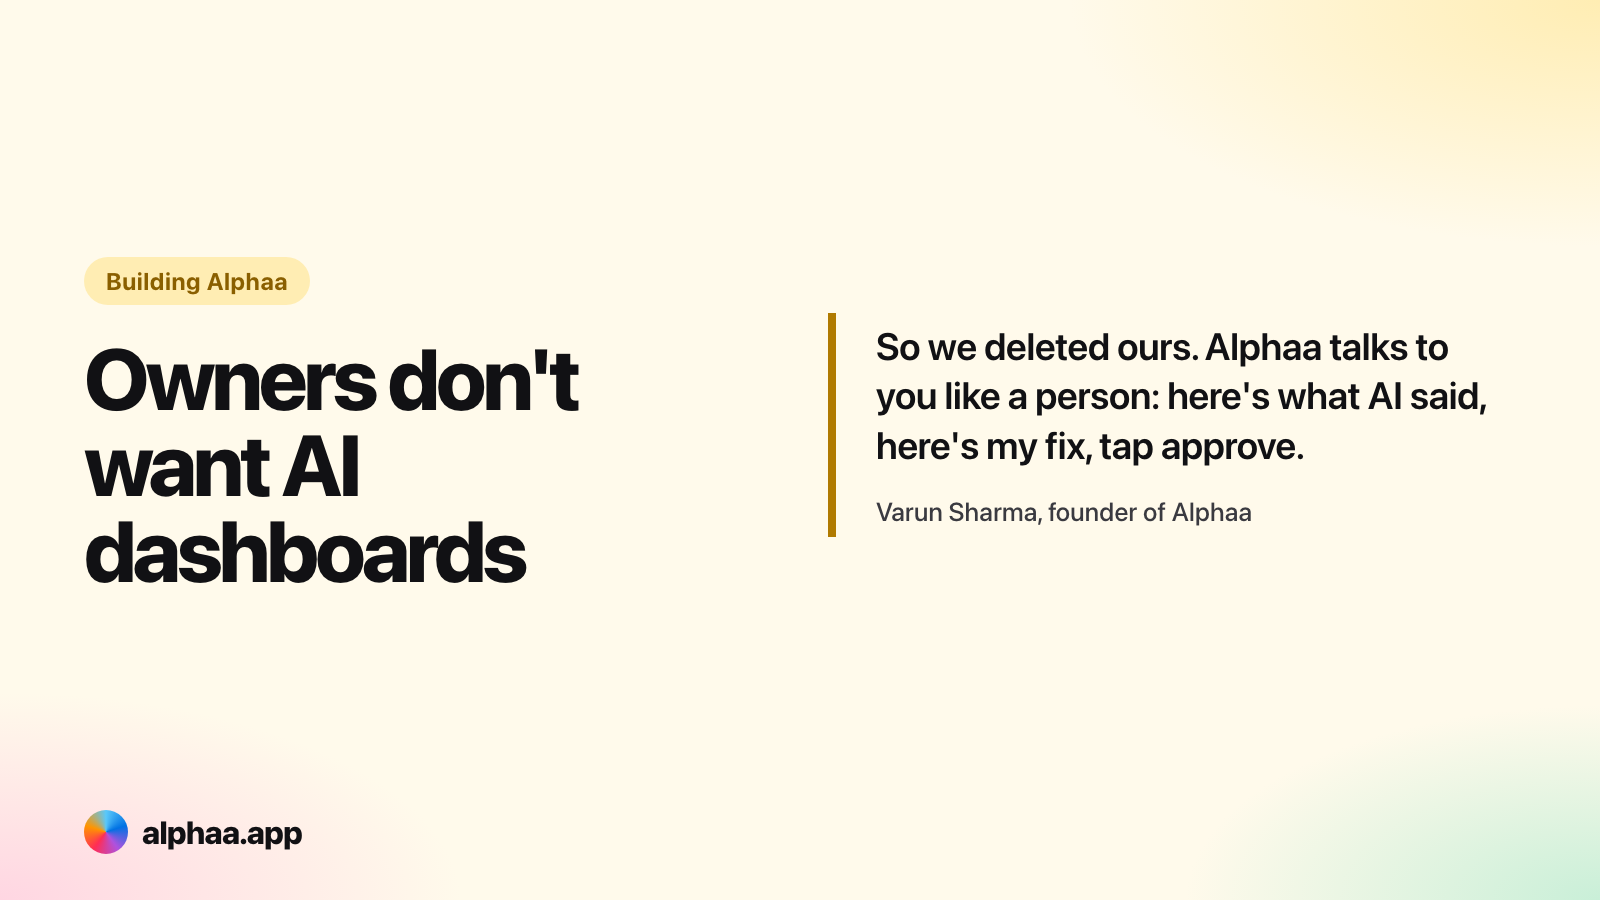 Building Alphaa
Owners don't
want AI
dashboards
So we deleted ours. Alphaa talks to
you like a person: here's what AI said,
here's my fix, tap approve.
Varun Sharma, founder of Alphaa
alphaa.app